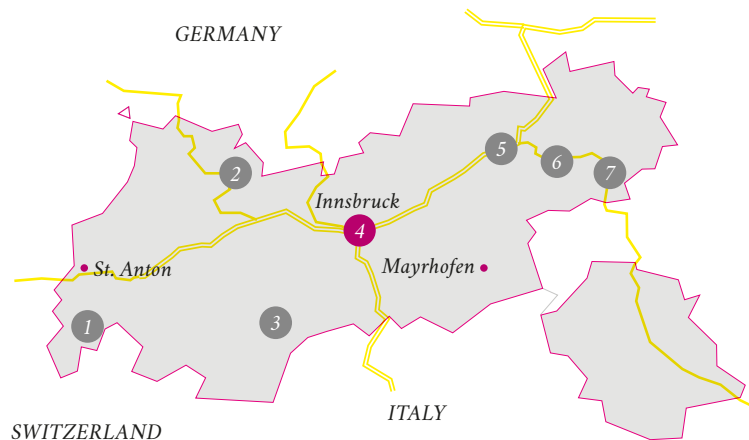 GERMANY
5
2
6
7
Innsbruck
4
St. Anton
Mayrhofen
1
3
ITALY
SWITZERLAND